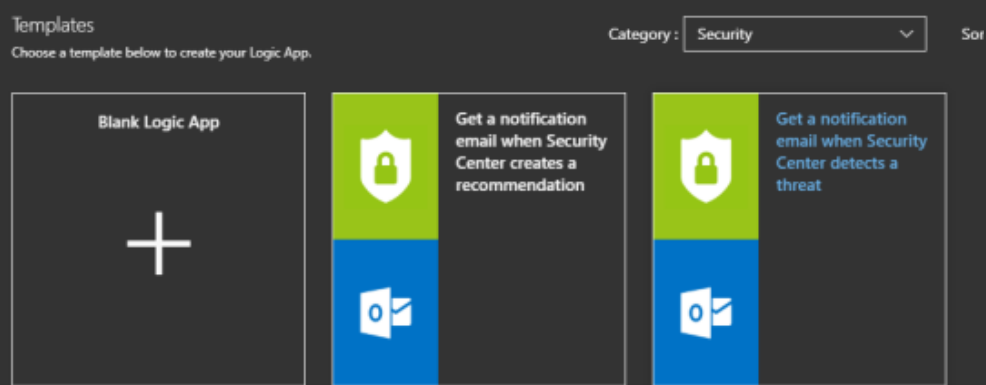 Templates
Choose a template below to create your Logic App.
Category :
Security
Blank Logic App
Get a notification
email when Security
Center creates a
recommendation
Get a notification
email when Security
Center detects a
threat